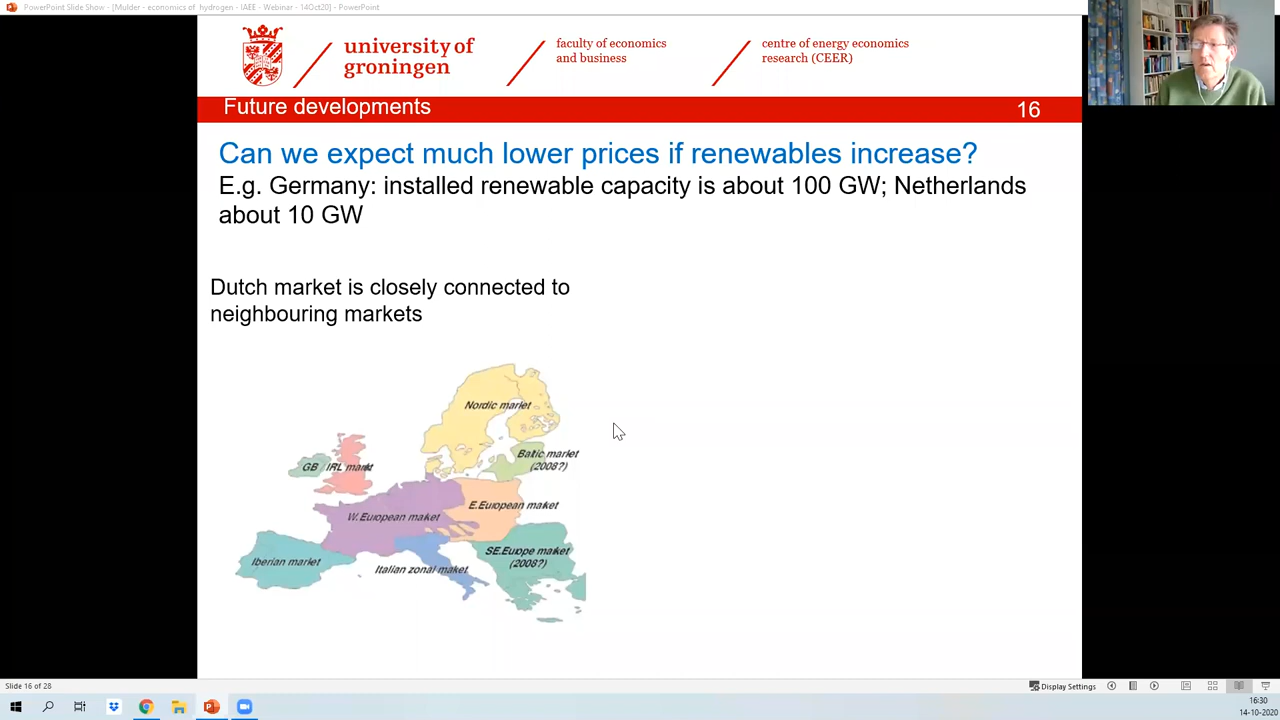 PowerPoint Slide Show - [Mulder - economics of hydrogen - IAEE - Webinar - 14Oct20] - PowerPoint
university of
groningen
faculty of economics
and business
centre of energy economics
research (CEER)
Future developments
16
Can we expect much lower prices if renewables increase?
E.g. Germany: installed renewable capacity is about 100 GW; Netherlands
about 10 GW
Dutch market is closely connected to
neighbouring markets
Nordic market
Baltic market
(2008?)
GB IRL market
E.European market
W.European market
SE.Europe market
(2008?)
Iberian market
Italian zonal market
Slide 16 of 28
Display Settings
16:30
14-10-2020